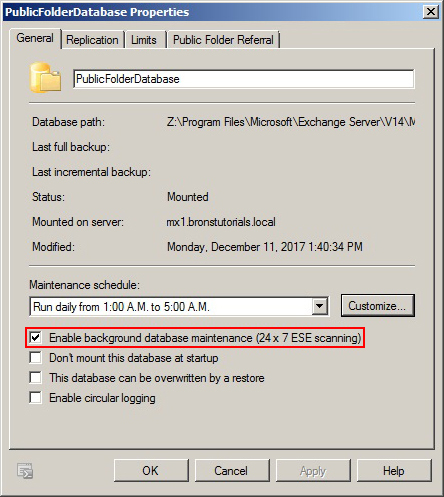 PublicFolderDatabase Properties
General Replication Limits Public Folder Referral
PublicFolderDatabase
Database path: Z:\Program Files\Microsoft\Exchange Server\V14\M
Last full backup:
Last incremental backup:
Status: Mounted
Mounted on server: mx1.bronstutorials.local
Modified: Monday, December 11, 2017 1:40:34 PM
Maintenance schedule:
Run daily from 1:00 A.M. to 5:00 A.M. Customize...
Enable background database maintenance (24 x 7 ESE scanning)
Don't mount this database at startup
This database can be overwritten by a restore
Enable circular logging
OK Cancel Apply Help